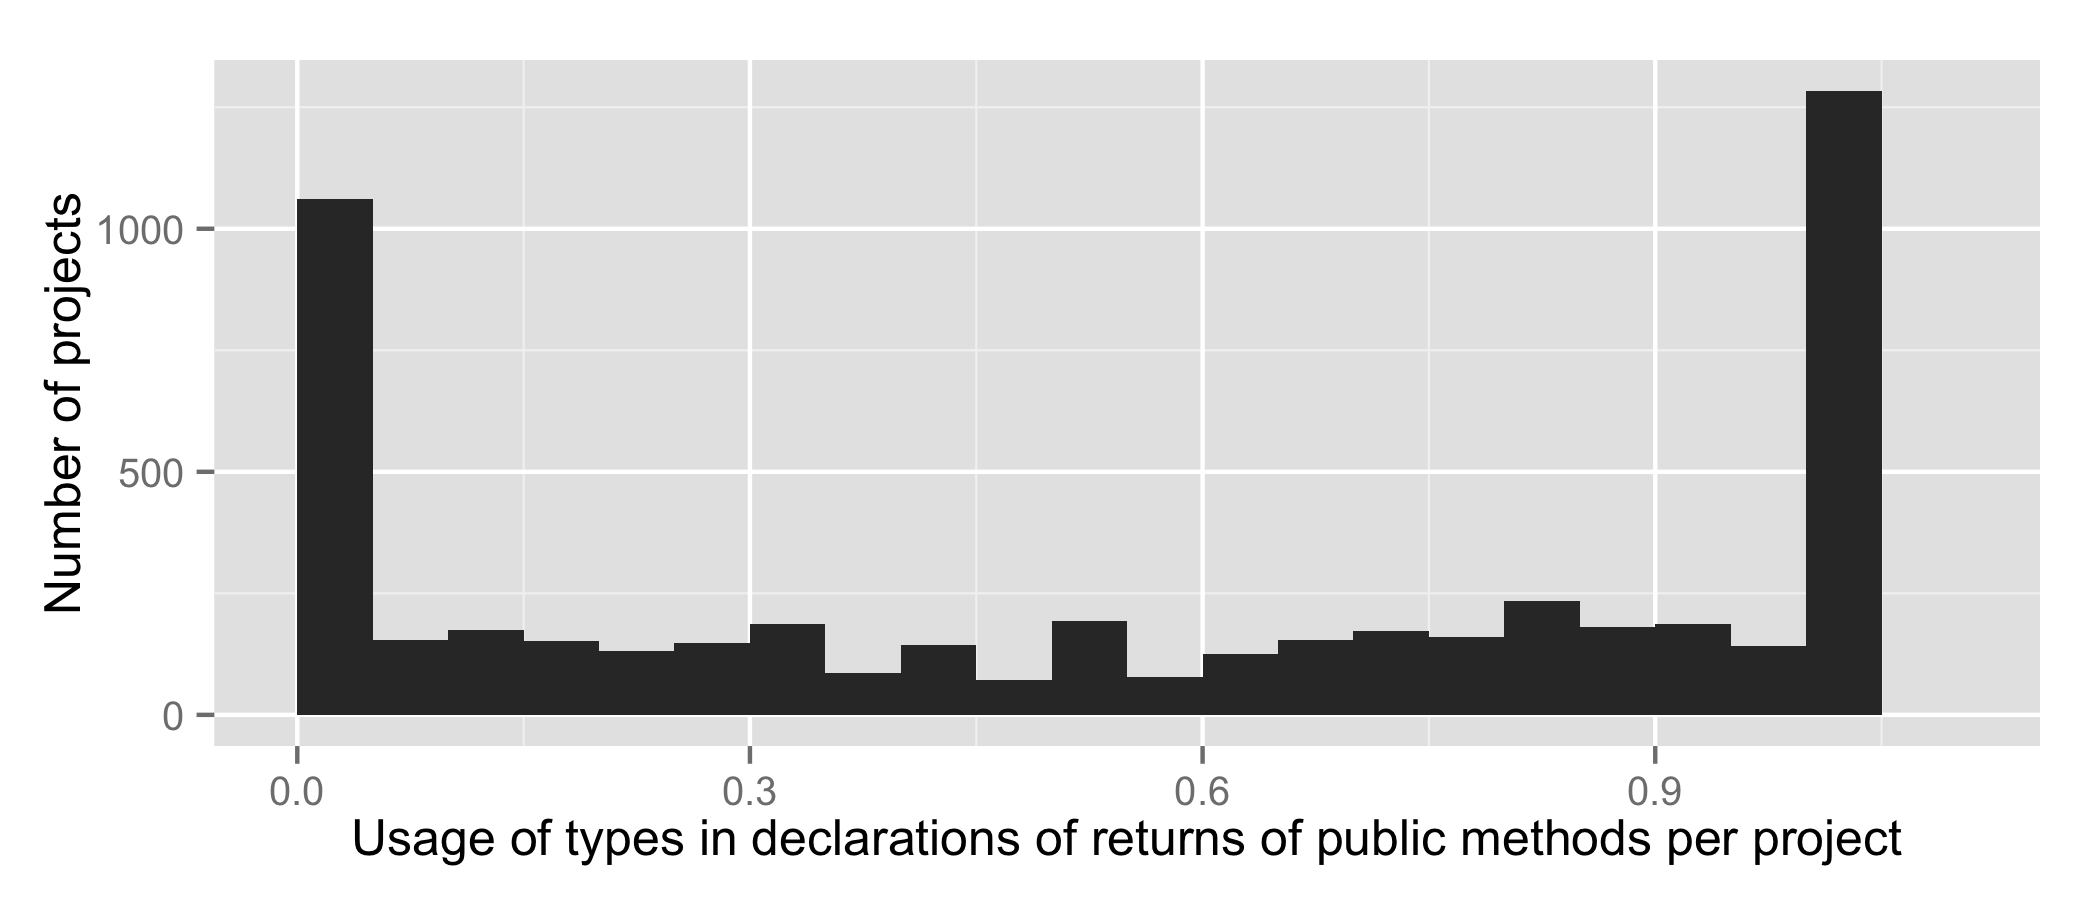 Number of projects
1000
500
0
0.0 0.3 0.6 0.9
Usage of types in declarations of returns of public methods per project